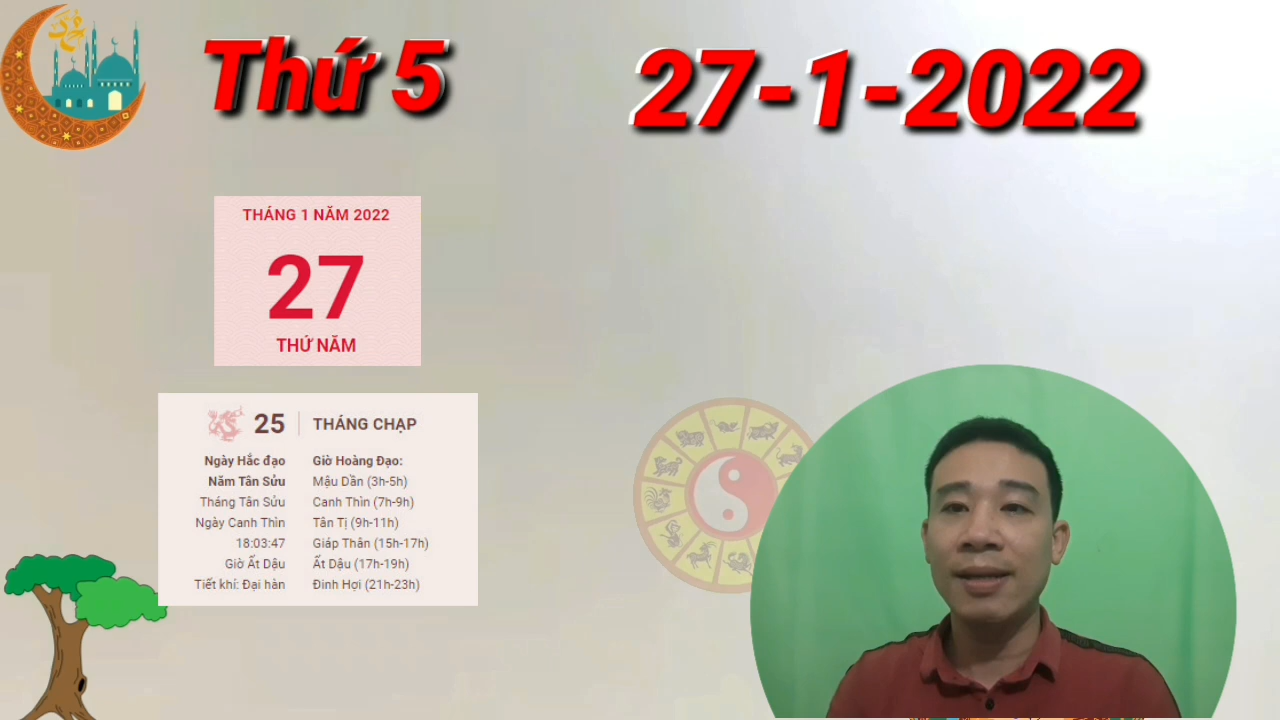 Thứ 5
27-1-2022
THÁNG 1 NĂM 2022
27
THỨ NĂM
25
THÁNG CHẠP
Ngày Hắc đạo
Giờ Hoàng Đạo:
Năm Tân Sửu
Mậu Dần (3h-5h)
Tháng Tân Sửu
Canh Thìn (7h-9h)
Ngày Canh Thìn
Tân Tị (9h-11h)
18:03:47
Giáp Thân (15h-17h)
Giờ Ất Dậu
Ất Dậu (17h-19h)
Tiết khí: Đại hàn
Đinh Hợi (21h-23h)